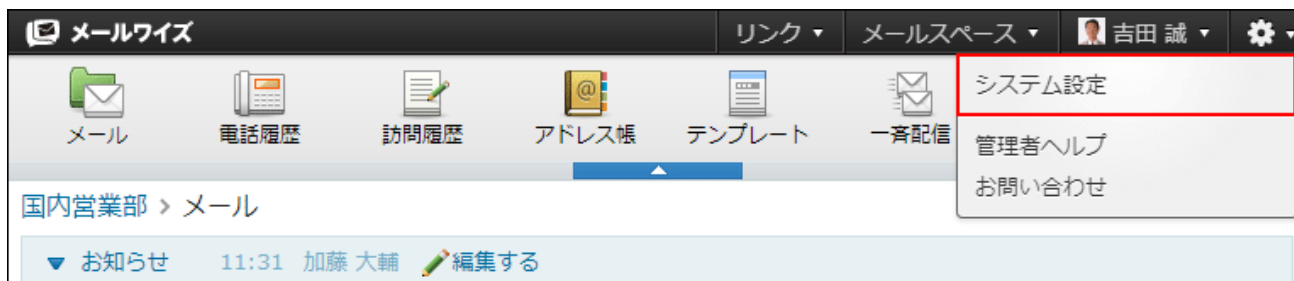 メールワイズ リンク▼ メールスペース▼ 吉田 誠▼
メール 電話履歴 訪問履歴 アドレス帳 テンプレート 一斉配信
システム設定
管理者ヘルプ
お問い合わせ
国内営業部 > メール
▼ お知らせ 11:31 加藤 大輔 編集する